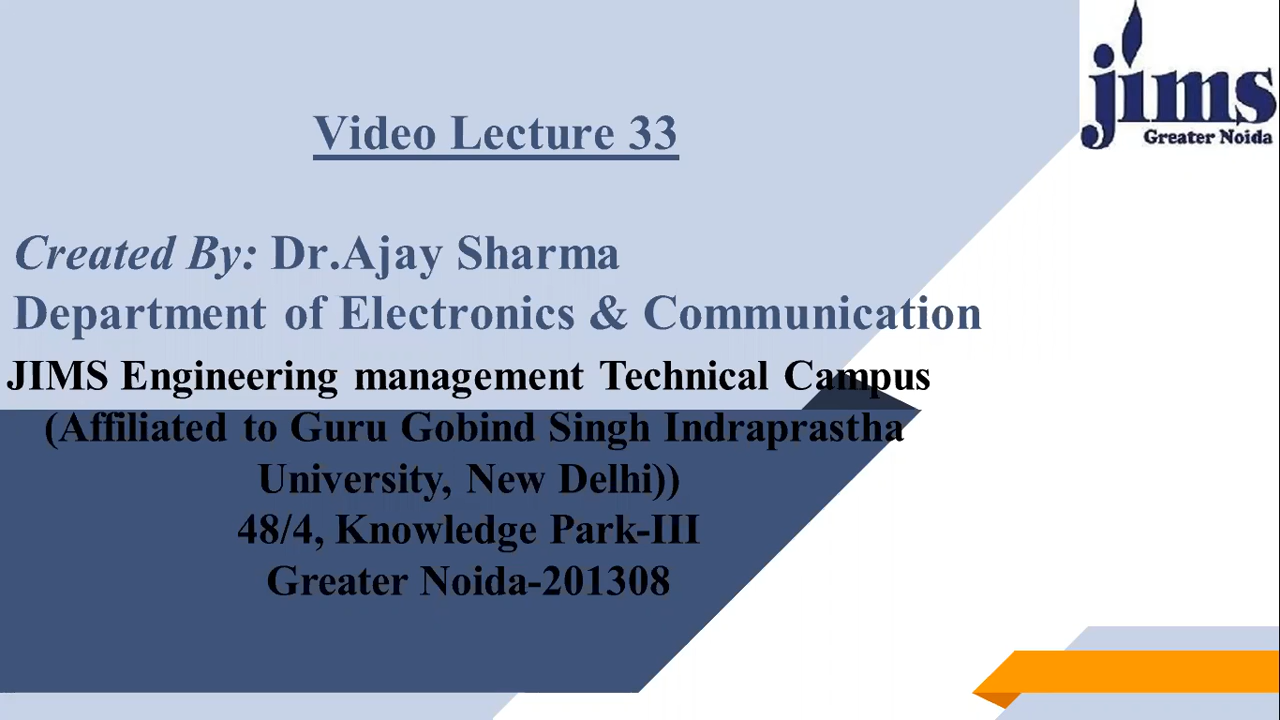 jims
Greater Noida
Video Lecture 33
Created By: Dr.Ajay Sharma
Department of Electronics & Communication
JIMS Engineering management Technical Campus
(Affiliated to Guru Gobind Singh Indraprastha
University, New Delhi))
48/4, Knowledge Park-III
Greater Noida-201308